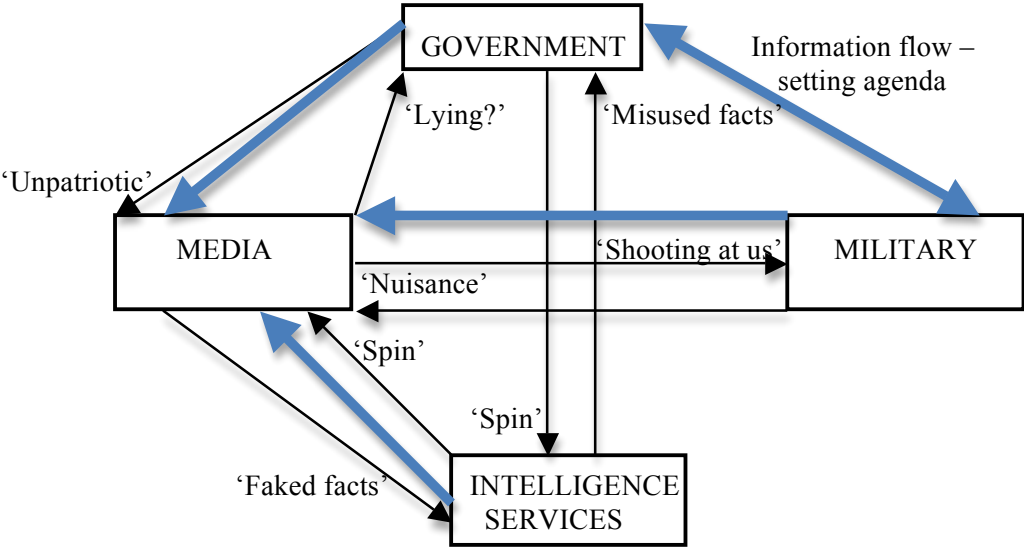 GOVERNMENT
Information flow –
setting agenda
‘Lying?’
‘Misused facts’
‘Unpatriotic’
MEDIA
‘Shooting at us’
MILITARY
‘Nuisance’
‘Spin’
‘Spin’
‘Faked facts’
INTELLIGENCE
SERVICES